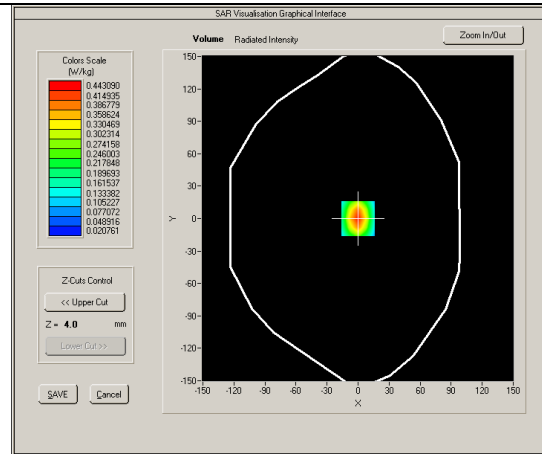 SAR Visualisation Graphical Interface
Volume Radiated Intensity
Zoom In/Out
Colors Scale
(W/kg)
0.443090
0.414935
0.386779
0.358624
0.330469
0.302314
0.274158
0.246003
0.217848
0.189693
0.161537
0.133382
0.105227
0.077072
0.048916
0.020761
Z-Cuts Control
<< Upper Cut
Z = 4.0 mm
Lower Cut >>
SAVE
Cancel
150
120
90
60
30
0
-30
-60
-90
-120
-150
Y
-150 -120 -90 -60 -30 0 30 60 90 120 150
X